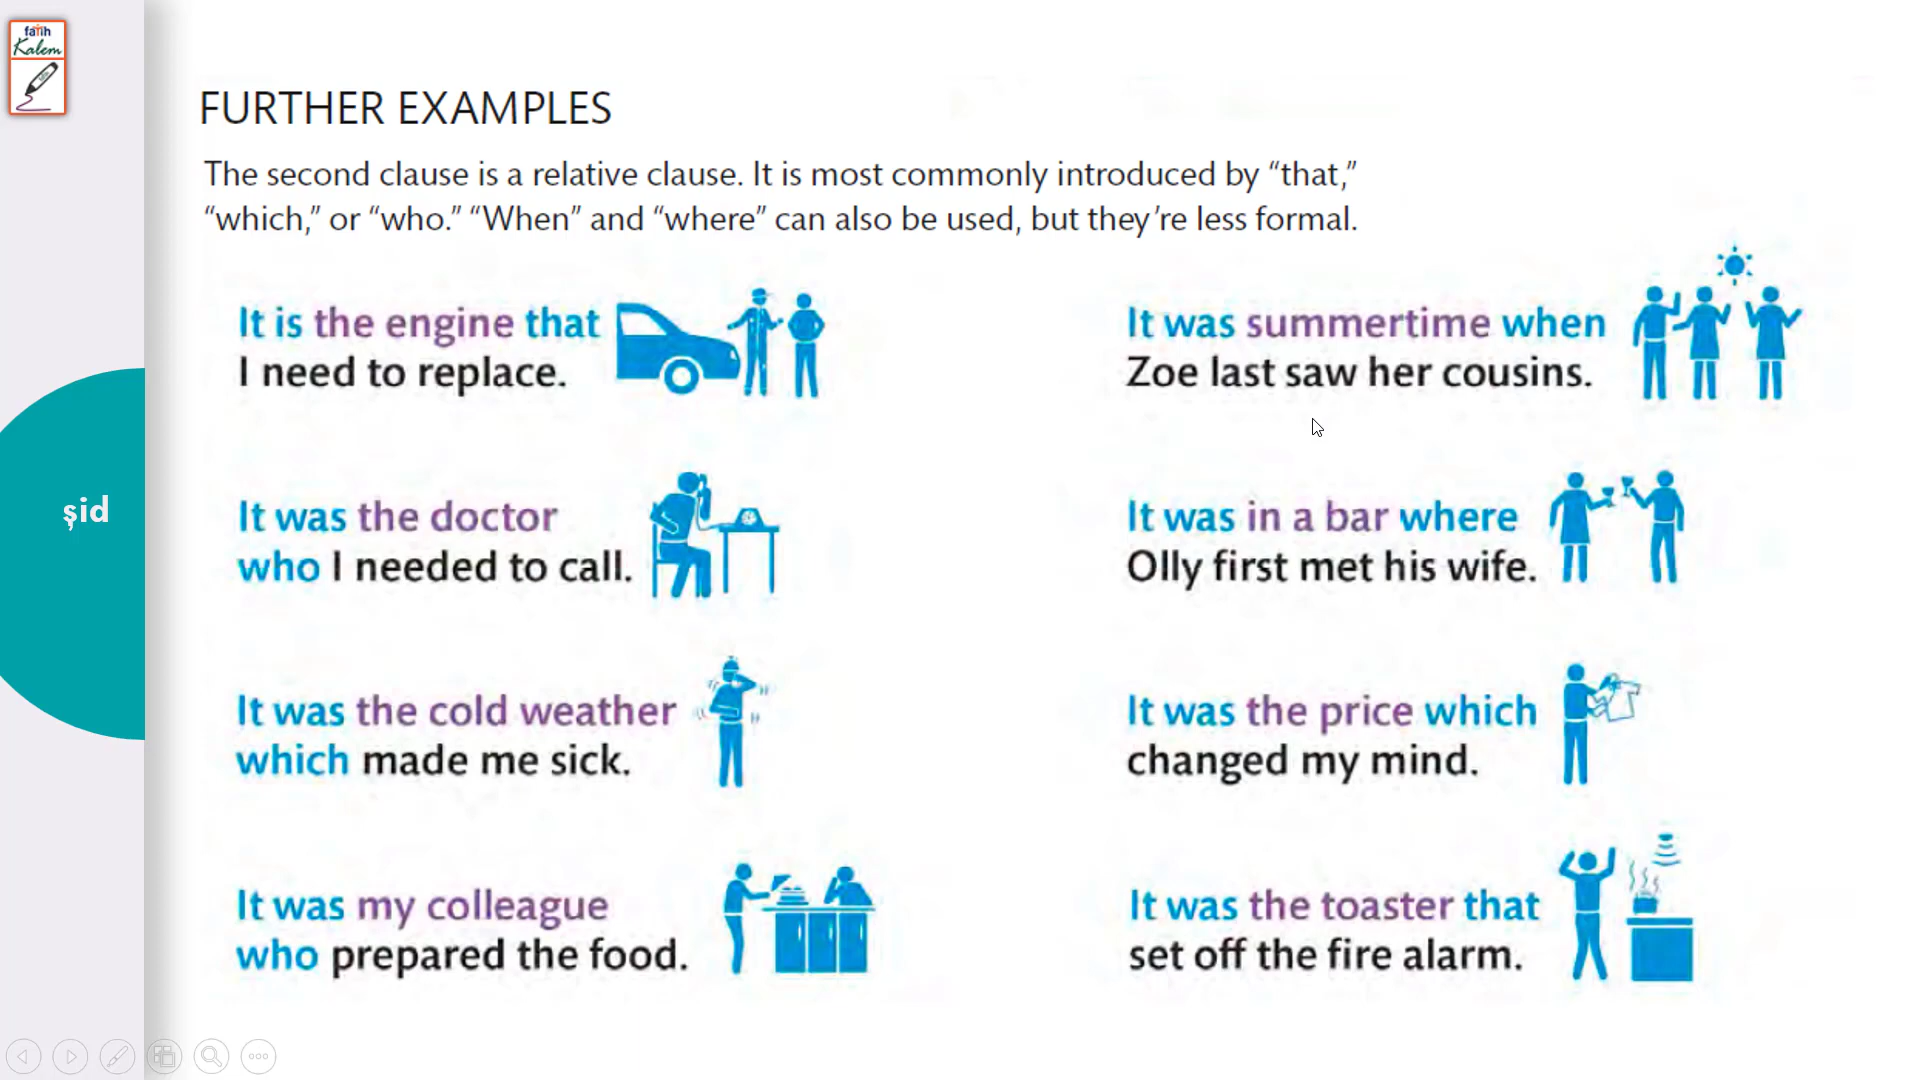 fatih
Kalem
FURTHER EXAMPLES
The second clause is a relative clause. It is most commonly introduced by “that,”
“which,” or “who.” “When” and “where” can also be used, but they’re less formal.
It is the engine that
I need to replace.
It was the doctor
who I needed to call.
It was the cold weather
which made me sick.
It was my colleague
who prepared the food.
It was summertime when
Zoe last saw her cousins.
It was in a bar where
Olly first met his wife.
It was the price which
changed my mind.
It was the toaster that
set off the fire alarm.